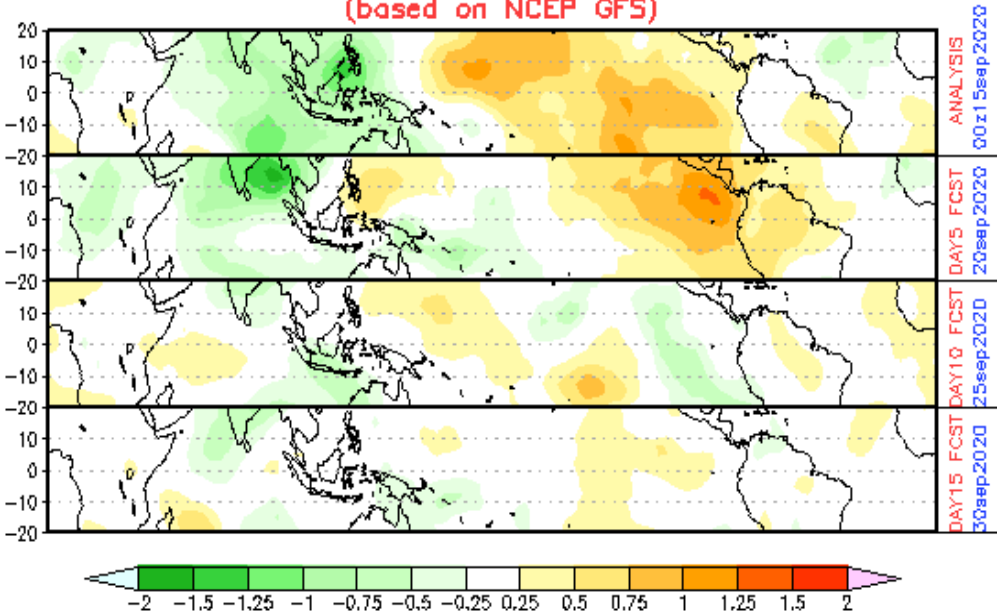 (based on NCEP GFS)
20
10
0
-10
-20
ANALYSIS
00z15sep2020
10
0
-10
-20
DAY5 FCST
20sep2020
10
0
-10
-20
DAY10 FCST
25sep2020
10
0
-10
-20
DAY15 FCST
30sep2020
-2 -1.5 -1.25 -1 -0.75 -0.5 -0.25 0.25 0.5 0.75 1 1.25 1.5 2